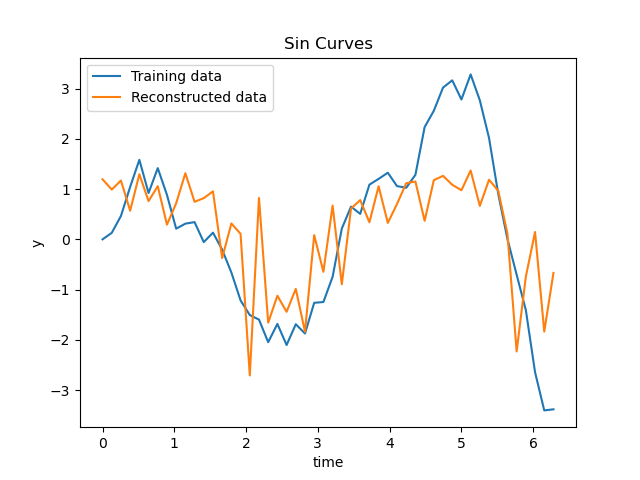 Sin Curves
Training data
Reconstructed data
3
2
1
0
−1
−2
−3
y
0 1 2 3 4 5 6
time